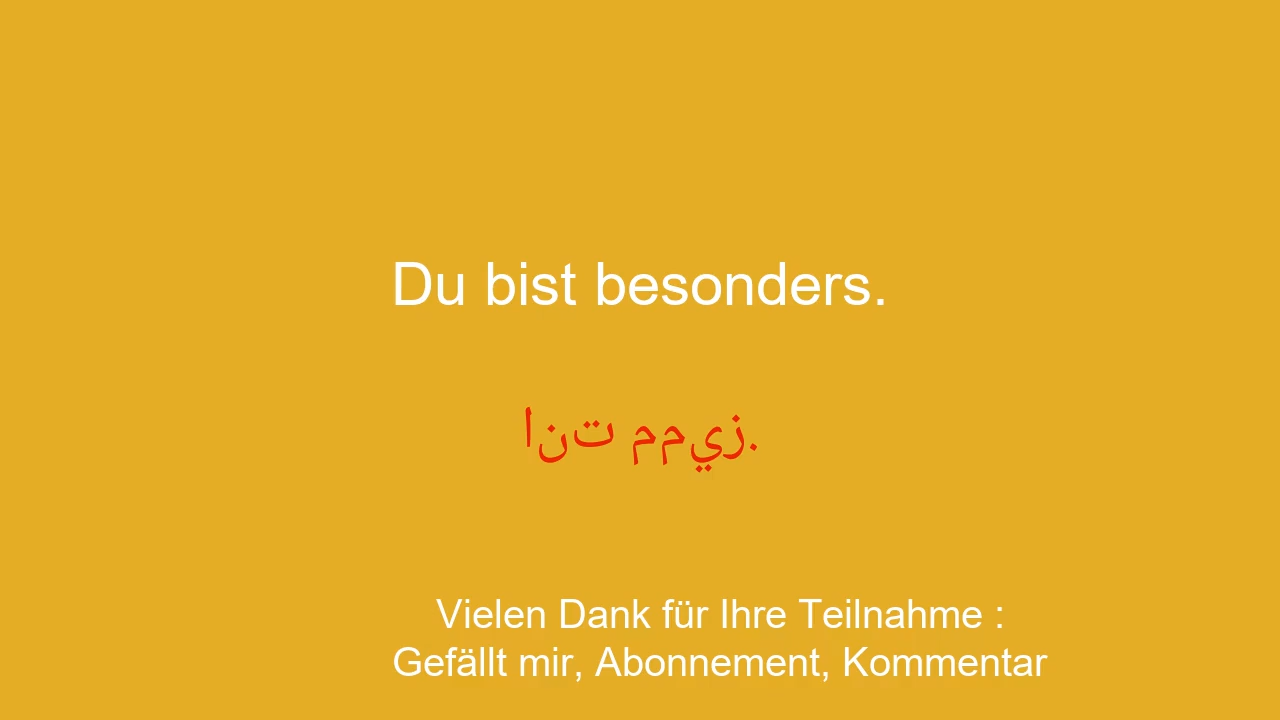 Du bist besonders.
انت مميز.
Vielen Dank für Ihre Teilnahme :
Gefällt mir, Abonnement, Kommentar